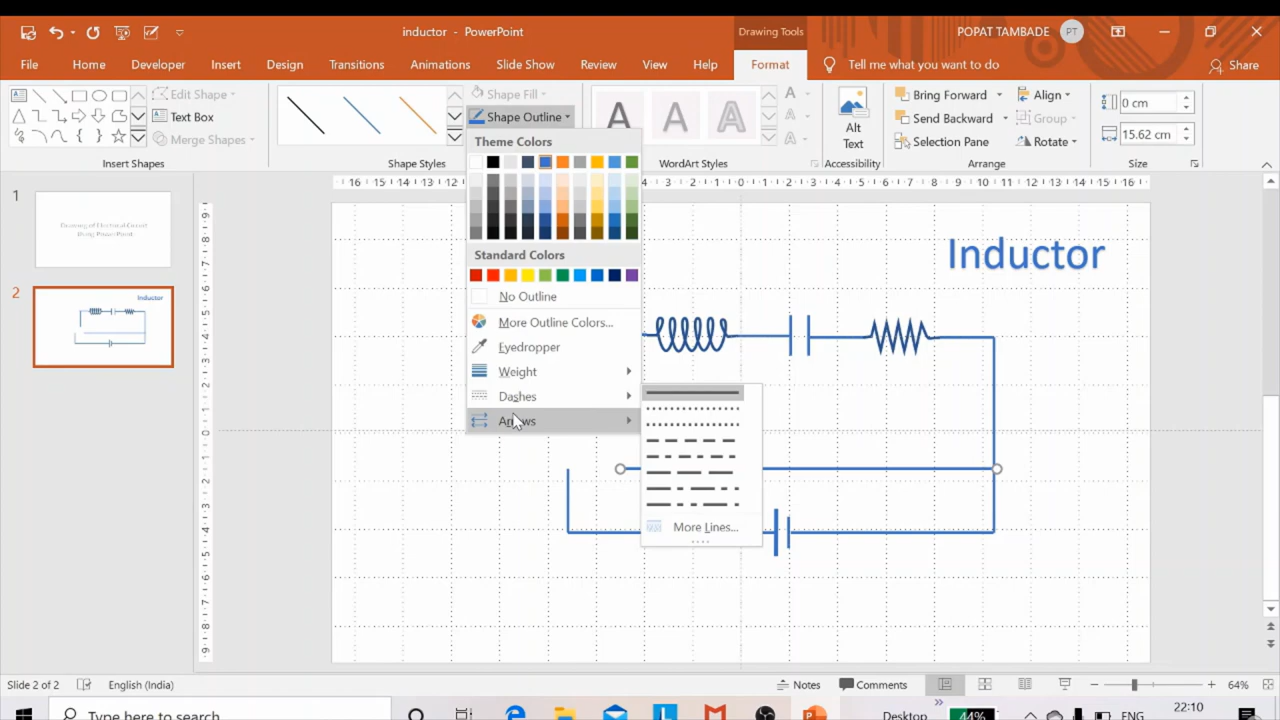 inductor - PowerPoint
Drawing Tools
POPAT TAMBADE
PT
File
Home
Developer
Insert
Design
Transitions
Animations
Slide Show
Review
View
Help
Format
Tell me what you want to do
Share
Edit Shape
Text Box
Merge Shapes
Insert Shapes
Shape Styles
Shape Fill
Shape Outline
A A A
WordArt Styles
Alt
Text
Accessibility
Bring Forward
Send Backward
Selection Pane
Align
Group
Rotate
Arrange
0 cm
15.62 cm
Size
Theme Colors
Standard Colors
No Outline
More Outline Colors...
Eyedropper
Weight
Dashes
Arrows
More Lines...
1
Drawing of Electrical Circuit
Using PowerPoint
2
Inductor
Inductor
Slide 2 of 2
English (India)
Notes
Comments
64%
Type here to search
Desktop
44%
ENG
22:10